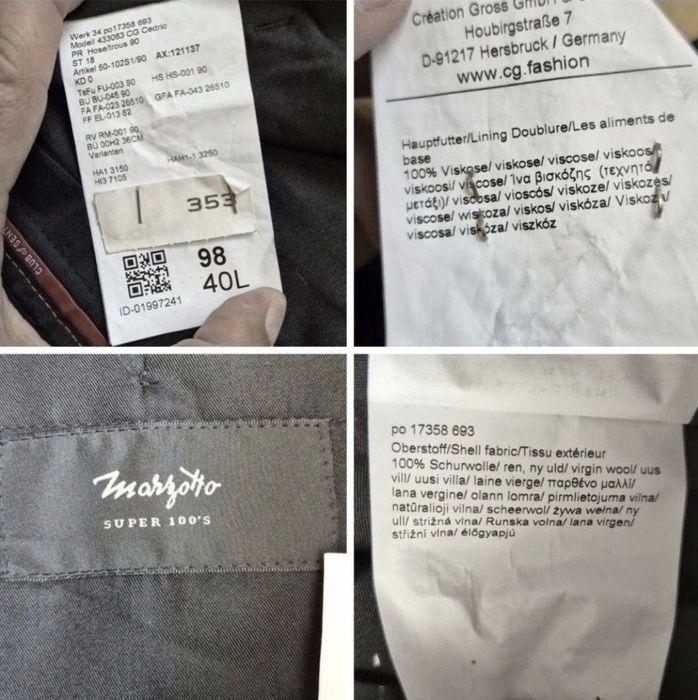 Werk 34 po17358 693
Modell 433063 CG Cedric
PR Hose/trous 90
ST 18
Artikel 50-102S1/90 AX:121137
KD 0
TeFu FU-003 90 HS HS-001 90
BU BU-045 90
FA FA-023 26510 GFA FA-043 26510
FF EL-013 82
RV RM-001 90
BU 00H2 36CM
Varianten
HA1 3150 HAH1-1 3250
HI3 7105
353
98
40L
ID-01997241
CLUB of GENT
Création Gross GmbH &
Houbirgstraße 7
D-91217 Hersbruck / Germany
www.cg.fashion
Hauptfutter/Lining Doublure/Les aliments de
base
100% Viskose/ viskose/ viscose/ viskoos/
viskoosi/ viscose/ Ίνα βισκόζης (τεχνητό
μετάξι)/ viscosa/ vioscós/ viskoze/ viskozės/
viscose/ wiskoza/ viskos/ viskóza/ Viskoza/
viscosa/ viskóza/ viszkóz
Marzotto
SUPER 100'S
po 17358 693
Oberstoff/Shell fabric/Tissu extérieur
100% Schurwolle/ ren, ny uld/ virgin wool/ uus
vill/ uusi villa/ laine vierge/ παρθένο μαλλί/
lana vergine/ olann lomra/ pirmlietojuma vilna/
natūralioji vilna/ scheerwol/ żywa wełna/ ny
ull/ strižná vlna/ Runska volna/ lana virgen/
střižní vlna/ élőgyapjú